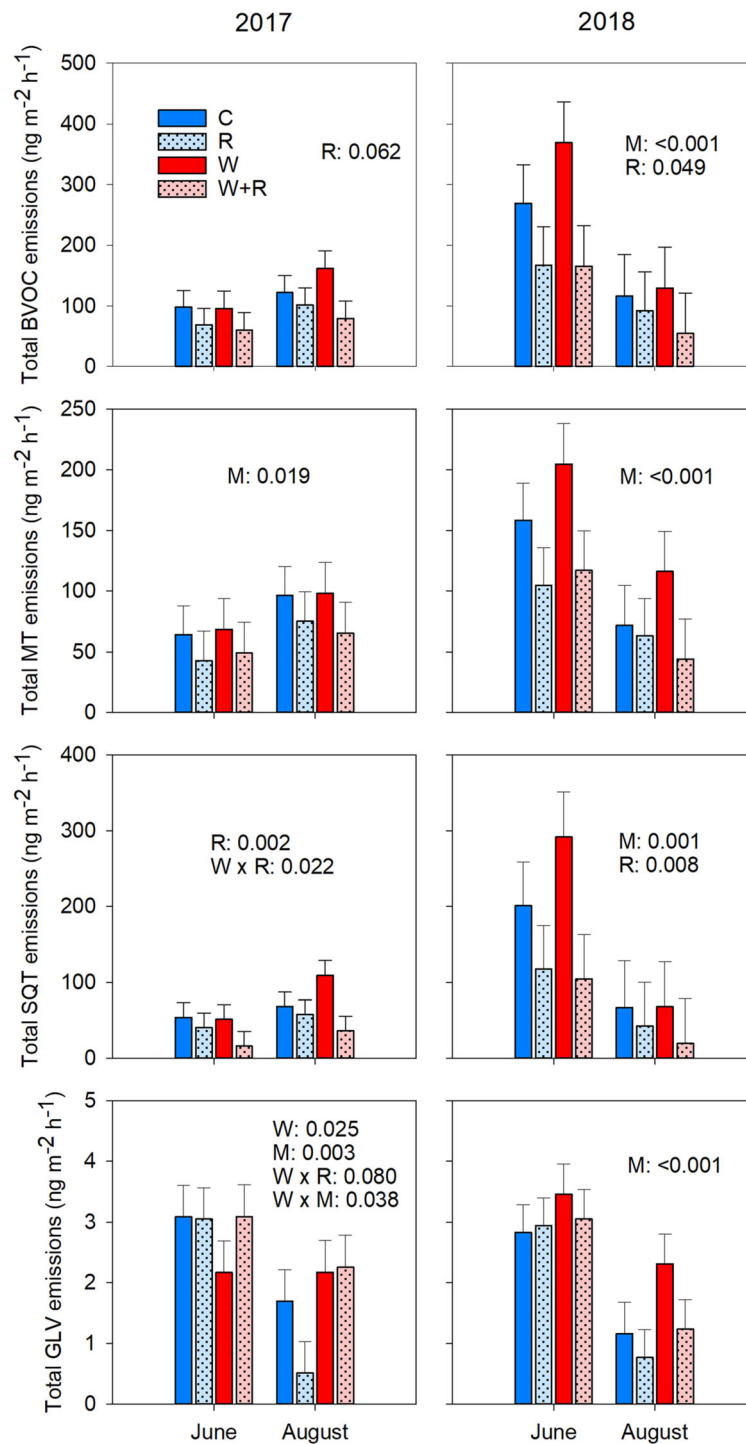 2017
2018
Total BVOC emissions (ng m⁻² h⁻¹)
500
400
300
200
100
0
C
R
W
W+R
R: 0.062
M: <0.001
R: 0.049
Total MT emissions (ng m⁻² h⁻¹)
250
200
150
100
50
0
M: 0.019
M: <0.001
Total SQT emissions (ng m⁻² h⁻¹)
400
300
200
100
0
R: 0.002
W x R: 0.022
M: 0.001
R: 0.008
Total GLV emissions (ng m⁻² h⁻¹)
5
4
3
2
1
0
W: 0.025
M: 0.003
W x R: 0.080
W x M: 0.038
M: <0.001
June
August
June
August